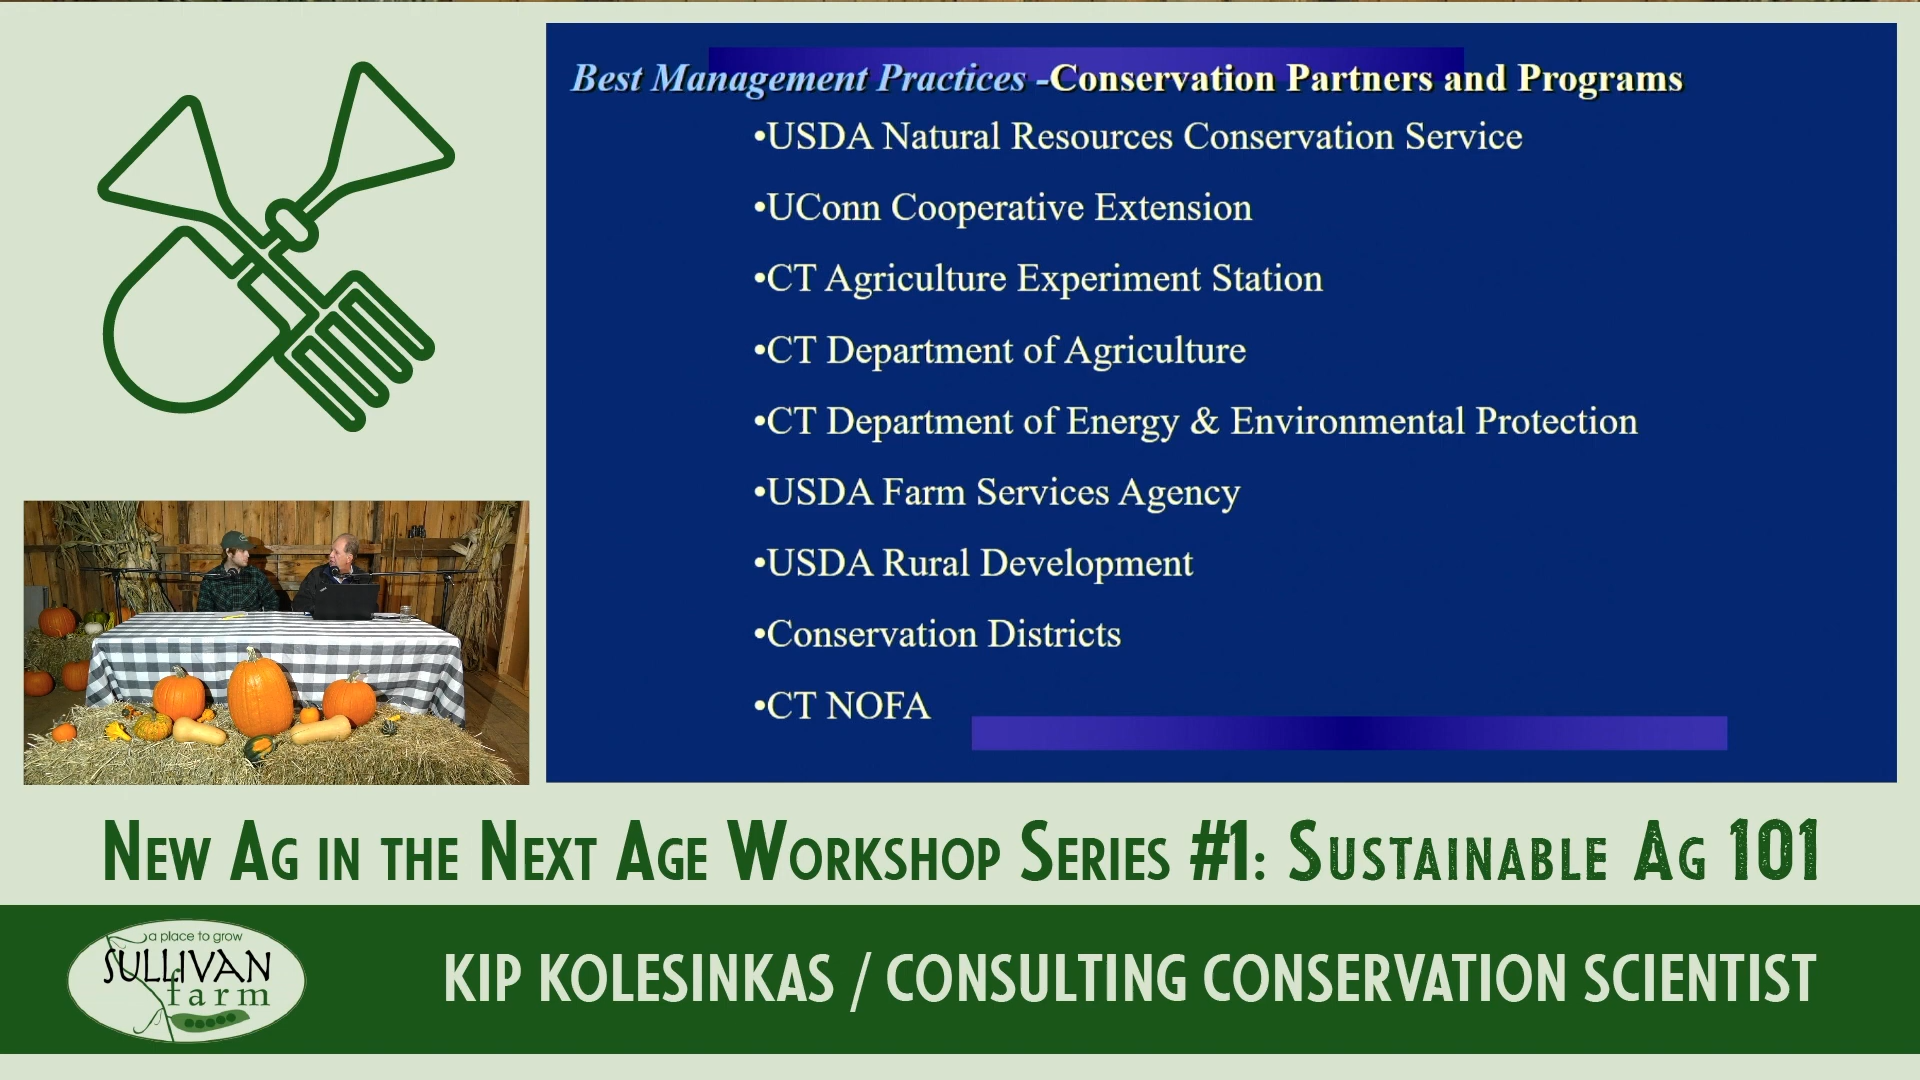 Best Management Practices -Conservation Partners and Programs
•USDA Natural Resources Conservation Service
•UConn Cooperative Extension
•CT Agriculture Experiment Station
•CT Department of Agriculture
•CT Department of Energy & Environmental Protection
•USDA Farm Services Agency
•USDA Rural Development
•Conservation Districts
•CT NOFA
New Ag in the Next Age Workshop Series #1: Sustainable Ag 101
a place to grow
SULLIVAN
farm
KIP KOLESINKAS / CONSULTING CONSERVATION SCIENTIST